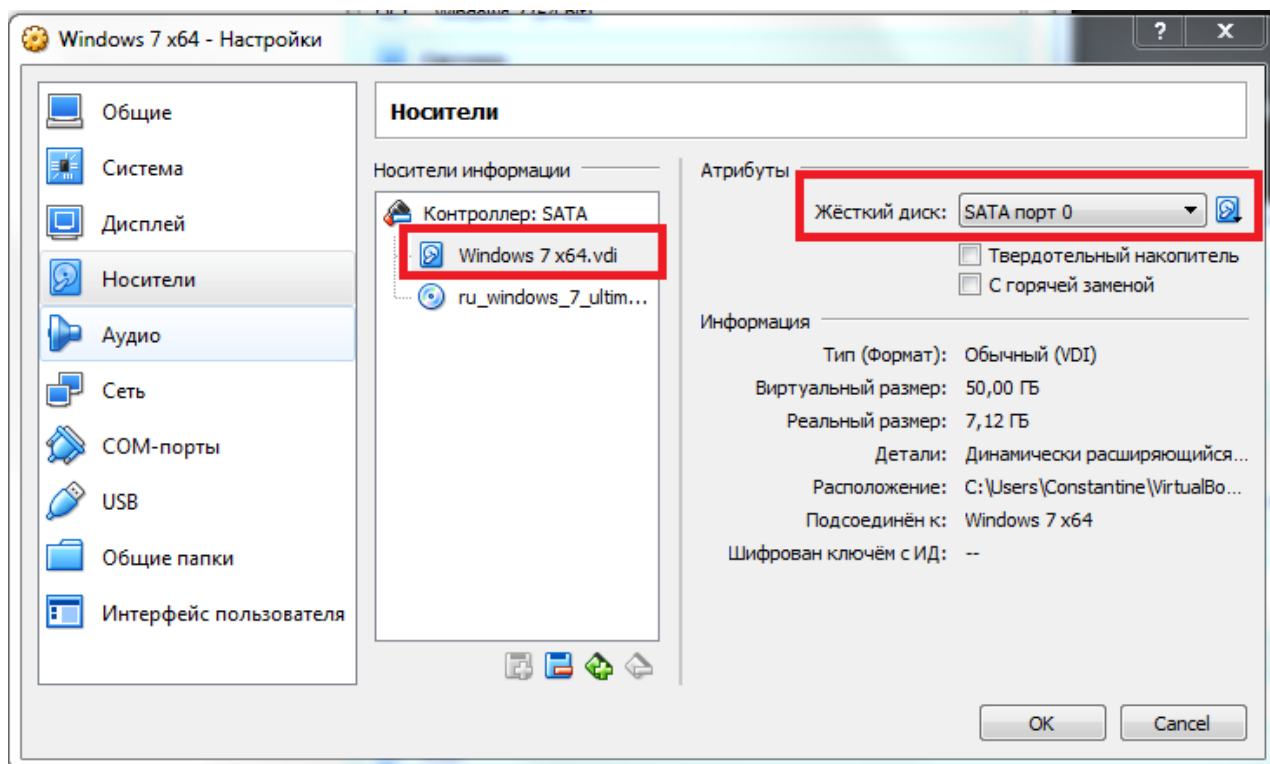 Windows 7 x64 - Настройки
? x
Общие
Система
Дисплей
Носители
Аудио
Сеть
COM-порты
USB
Общие папки
Интерфейс пользователя
Носители
Носители информации
Контроллер: SATA
Windows 7 x64.vdi
ru_windows_7_ultim...
Атрибуты
Жёсткий диск: SATA порт 0
Твердотельный накопитель
С горячей заменой
Информация
Тип (Формат): Обычный (VDI)
Виртуальный размер: 50,00 ГБ
Реальный размер: 7,12 ГБ
Детали: Динамически расширяющийся...
Расположение: C:\Users\Constantine\VirtualBo...
Подсоединён к: Windows 7 x64
Шифрован ключём с ИД: --
OK Cancel